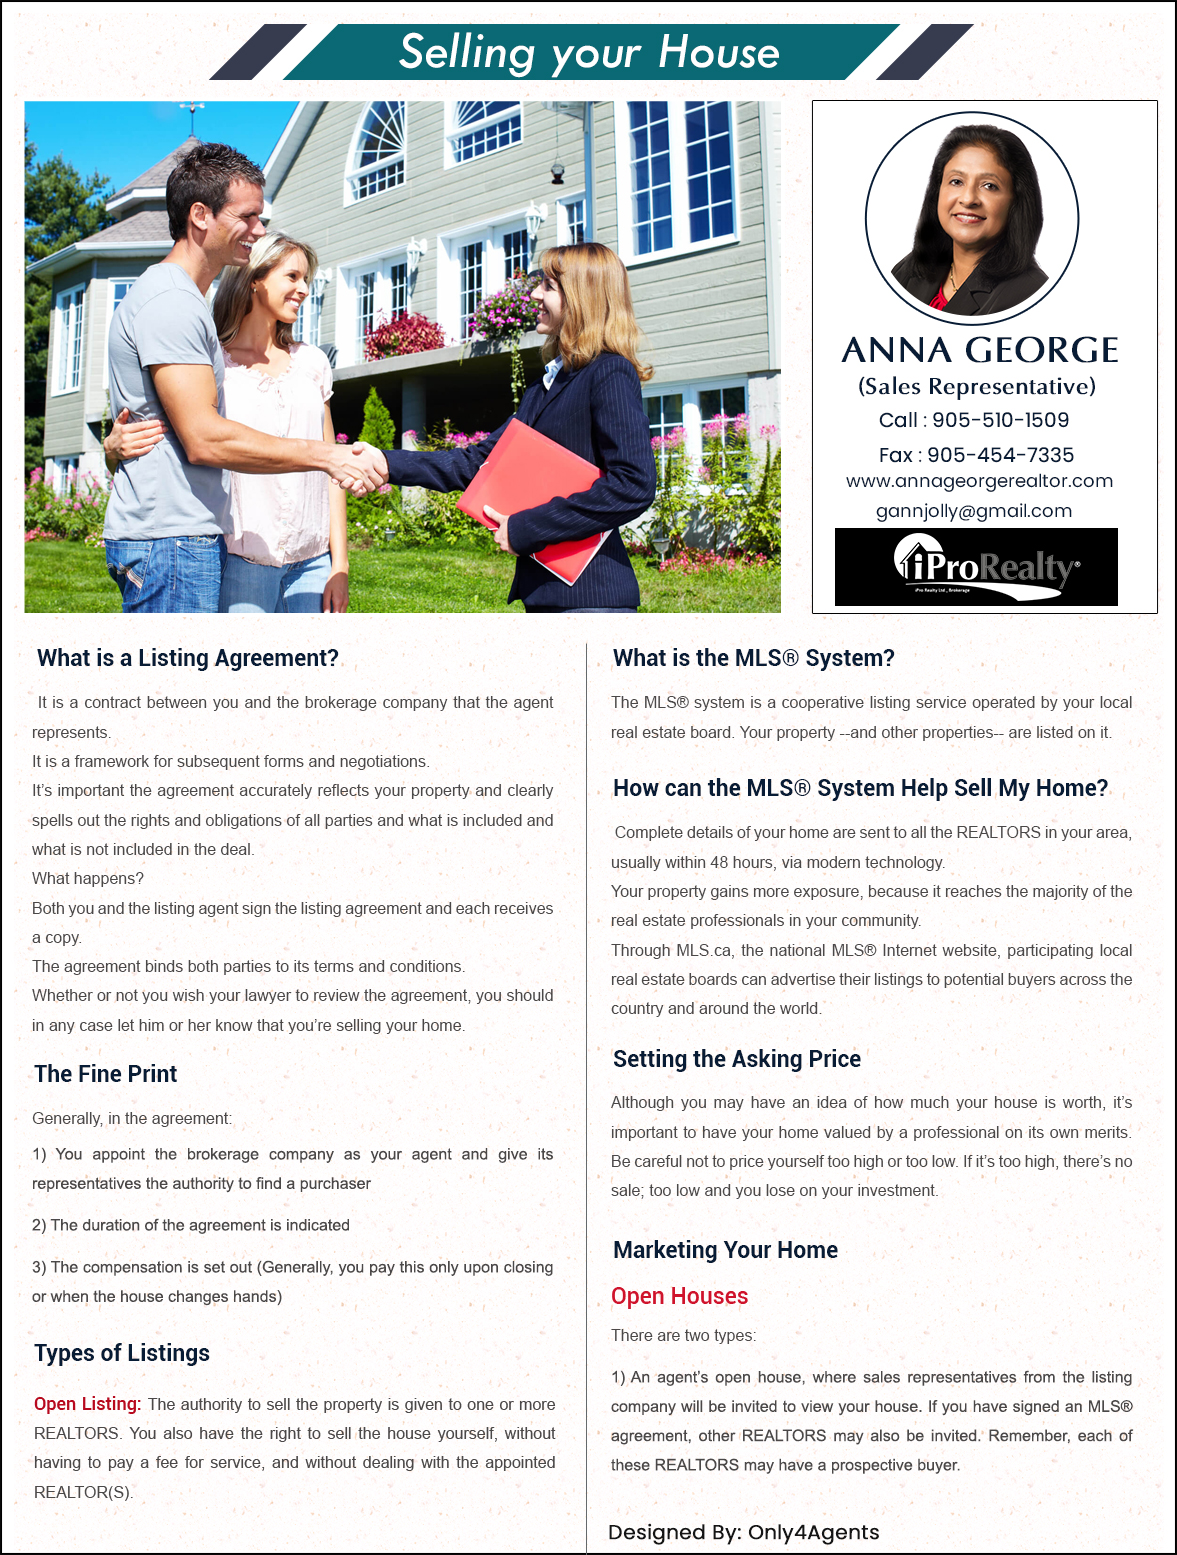 Selling your House
ANNA GEORGE
(Sales Representative)
Call : 905-510-1509
Fax : 905-454-7335
www.annageorgerealtor.com
gannjolly@gmail.com
iProRealty®
iPro Realty Ltd., Brokerage
What is a Listing Agreement?
It is a contract between you and the brokerage company that the agent
represents.
It is a framework for subsequent forms and negotiations.
It’s important the agreement accurately reflects your property and clearly
spells out the rights and obligations of all parties and what is included and
what is not included in the deal.
What happens?
Both you and the listing agent sign the listing agreement and each receives
a copy.
The agreement binds both parties to its terms and conditions.
Whether or not you wish your lawyer to review the agreement, you should
in any case let him or her know that you’re selling your home.
The Fine Print
Generally, in the agreement:
1) You appoint the brokerage company as your agent and give its
representatives the authority to find a purchaser
2) The duration of the agreement is indicated
3) The compensation is set out (Generally, you pay this only upon closing
or when the house changes hands)
Types of Listings
Open Listing: The authority to sell the property is given to one or more
REALTORS. You also have the right to sell the house yourself, without
having to pay a fee for service, and without dealing with the appointed
REALTOR(S).
What is the MLS® System?
The MLS® system is a cooperative listing service operated by your local
real estate board. Your property --and other properties-- are listed on it.
How can the MLS® System Help Sell My Home?
Complete details of your home are sent to all the REALTORS in your area,
usually within 48 hours, via modern technology.
Your property gains more exposure, because it reaches the majority of the
real estate professionals in your community.
Through MLS.ca, the national MLS® Internet website, participating local
real estate boards can advertise their listings to potential buyers across the
country and around the world.
Setting the Asking Price
Although you may have an idea of how much your house is worth, it’s
important to have your home valued by a professional on its own merits.
Be careful not to price yourself too high or too low. If it’s too high, there’s no
sale; too low and you lose on your investment.
Marketing Your Home
Open Houses
There are two types:
1) An agent’s open house, where sales representatives from the listing
company will be invited to view your house. If you have signed an MLS®
agreement, other REALTORS may also be invited. Remember, each of
these REALTORS may have a prospective buyer.
Designed By: Only4Agents